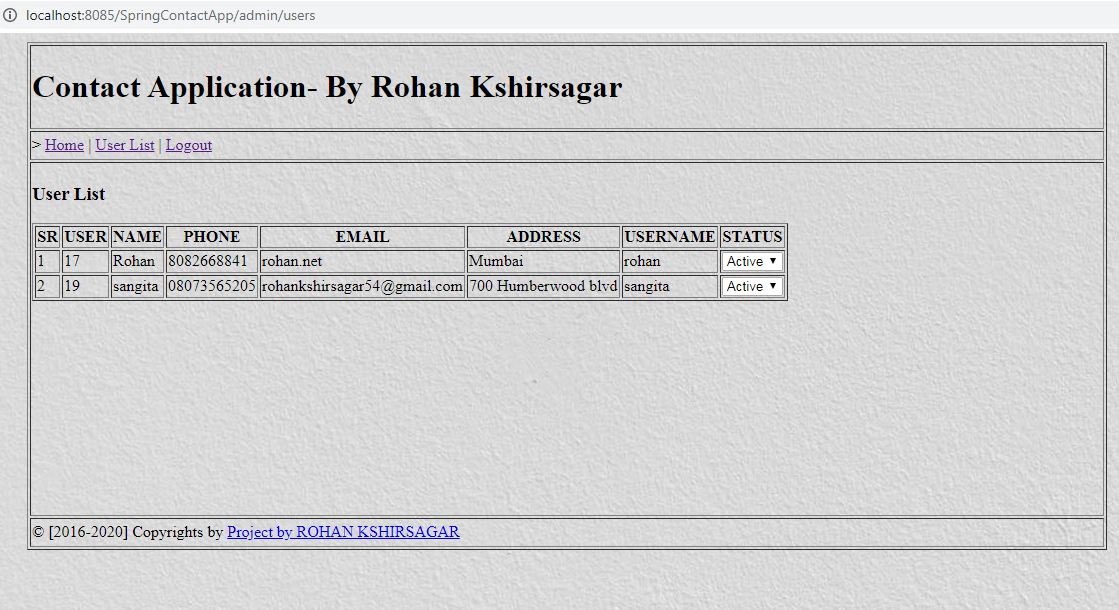 localhost:8085/SpringContactApp/admin/users
Contact Application- By Rohan Kshirsagar
> Home | User List | Logout
User List
SR USER NAME PHONE EMAIL ADDRESS USERNAME STATUS
1 17 Rohan 8082668841 rohan.net Mumbai rohan Active
2 19 sangita 08073565205 rohankshirsagar54@gmail.com 700 Humberwood blvd sangita Active
© [2016-2020] Copyrights by Project by ROHAN KSHIRSAGAR